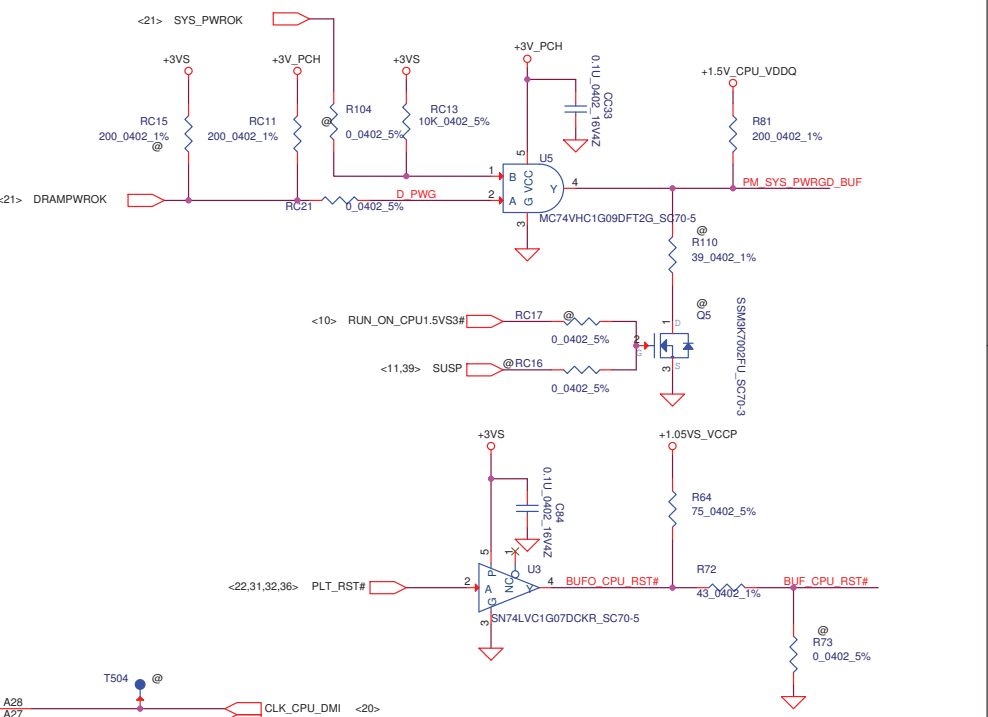 <21> SYS_PWROK
+3VS
+3V_PCH
+3VS
+3V_PCH
+1.5V_CPU_VDDQ
RC15
200_0402_1%
@
RC11
200_0402_1%
R104
@
0_0402_5%
RC13
10K_0402_5%
CC33
0.1U_0402_16V4Z
R81
200_0402_1%
5
U5
1
B
VCC
Y
4
PM_SYS_PWRGD_BUF
<21> DRAMPWROK
RC21
0_0402_5%
D_PWG
2
A
G
3
MC74VHC1G09DFT2G_SC70-5
@
R110
39_0402_1%
<10> RUN_ON_CPU1.5VS3#
RC17
@
0_0402_5%
@
Q5
SSM3K7002FU_SC70-3
1
D
2
G
S
3
<11,39> SUSP
@
RC16
0_0402_5%
+3VS
+1.05VS_VCCP
C84
0.1U_0402_16V4Z
R64
75_0402_5%
5
1
U3
P
NC
<22,31,32,36> PLT_RST#
2
A
Y
4
BUFO_CPU_RST#
R72
43_0402_1%
BUF_CPU_RST#
G
3
SN74LVC1G07DCKR_SC70-5
@
R73
0_0402_5%
T504
@
A28
A27
CLK_CPU_DMI <20>